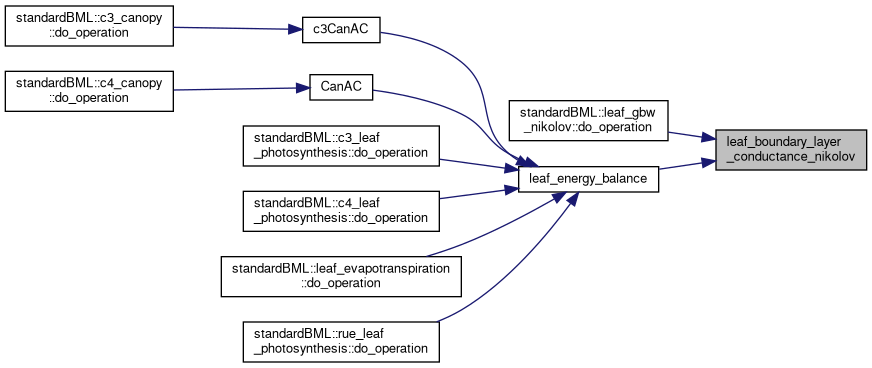 standardBML::c3_canopy
::do_operation
c3CanAC
standardBML::c4_canopy
::do_operation
CanAC
standardBML::leaf_gbw
_nikolov::do_operation
leaf_boundary_layer
_conductance_nikolov
standardBML::c3_leaf
_photosynthesis::do_operation
leaf_energy_balance
standardBML::c4_leaf
_photosynthesis::do_operation
standardBML::leaf_evapotranspiration
::do_operation
standardBML::rue_leaf
_photosynthesis::do_operation